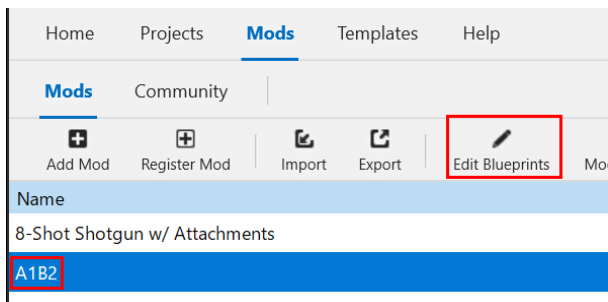 Home Projects Mods Templates Help
Mods Community
Add Mod Register Mod Import Export Edit Blueprints
Name
8-Shot Shotgun w/ Attachments
A1B2